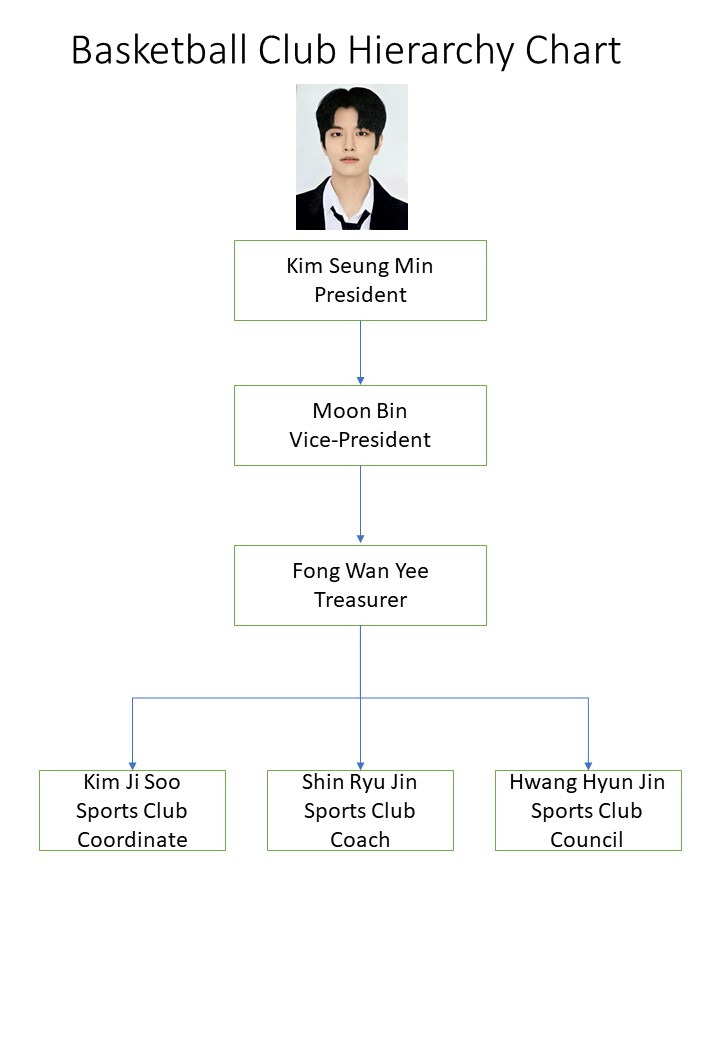 Basketball Club Hierarchy Chart
Kim Seung Min
President
Moon Bin
Vice-President
Fong Wan Yee
Treasurer
Kim Ji Soo
Sports Club
Coordinate
Shin Ryu Jin
Sports Club
Coach
Hwang Hyun Jin
Sports Club
Council